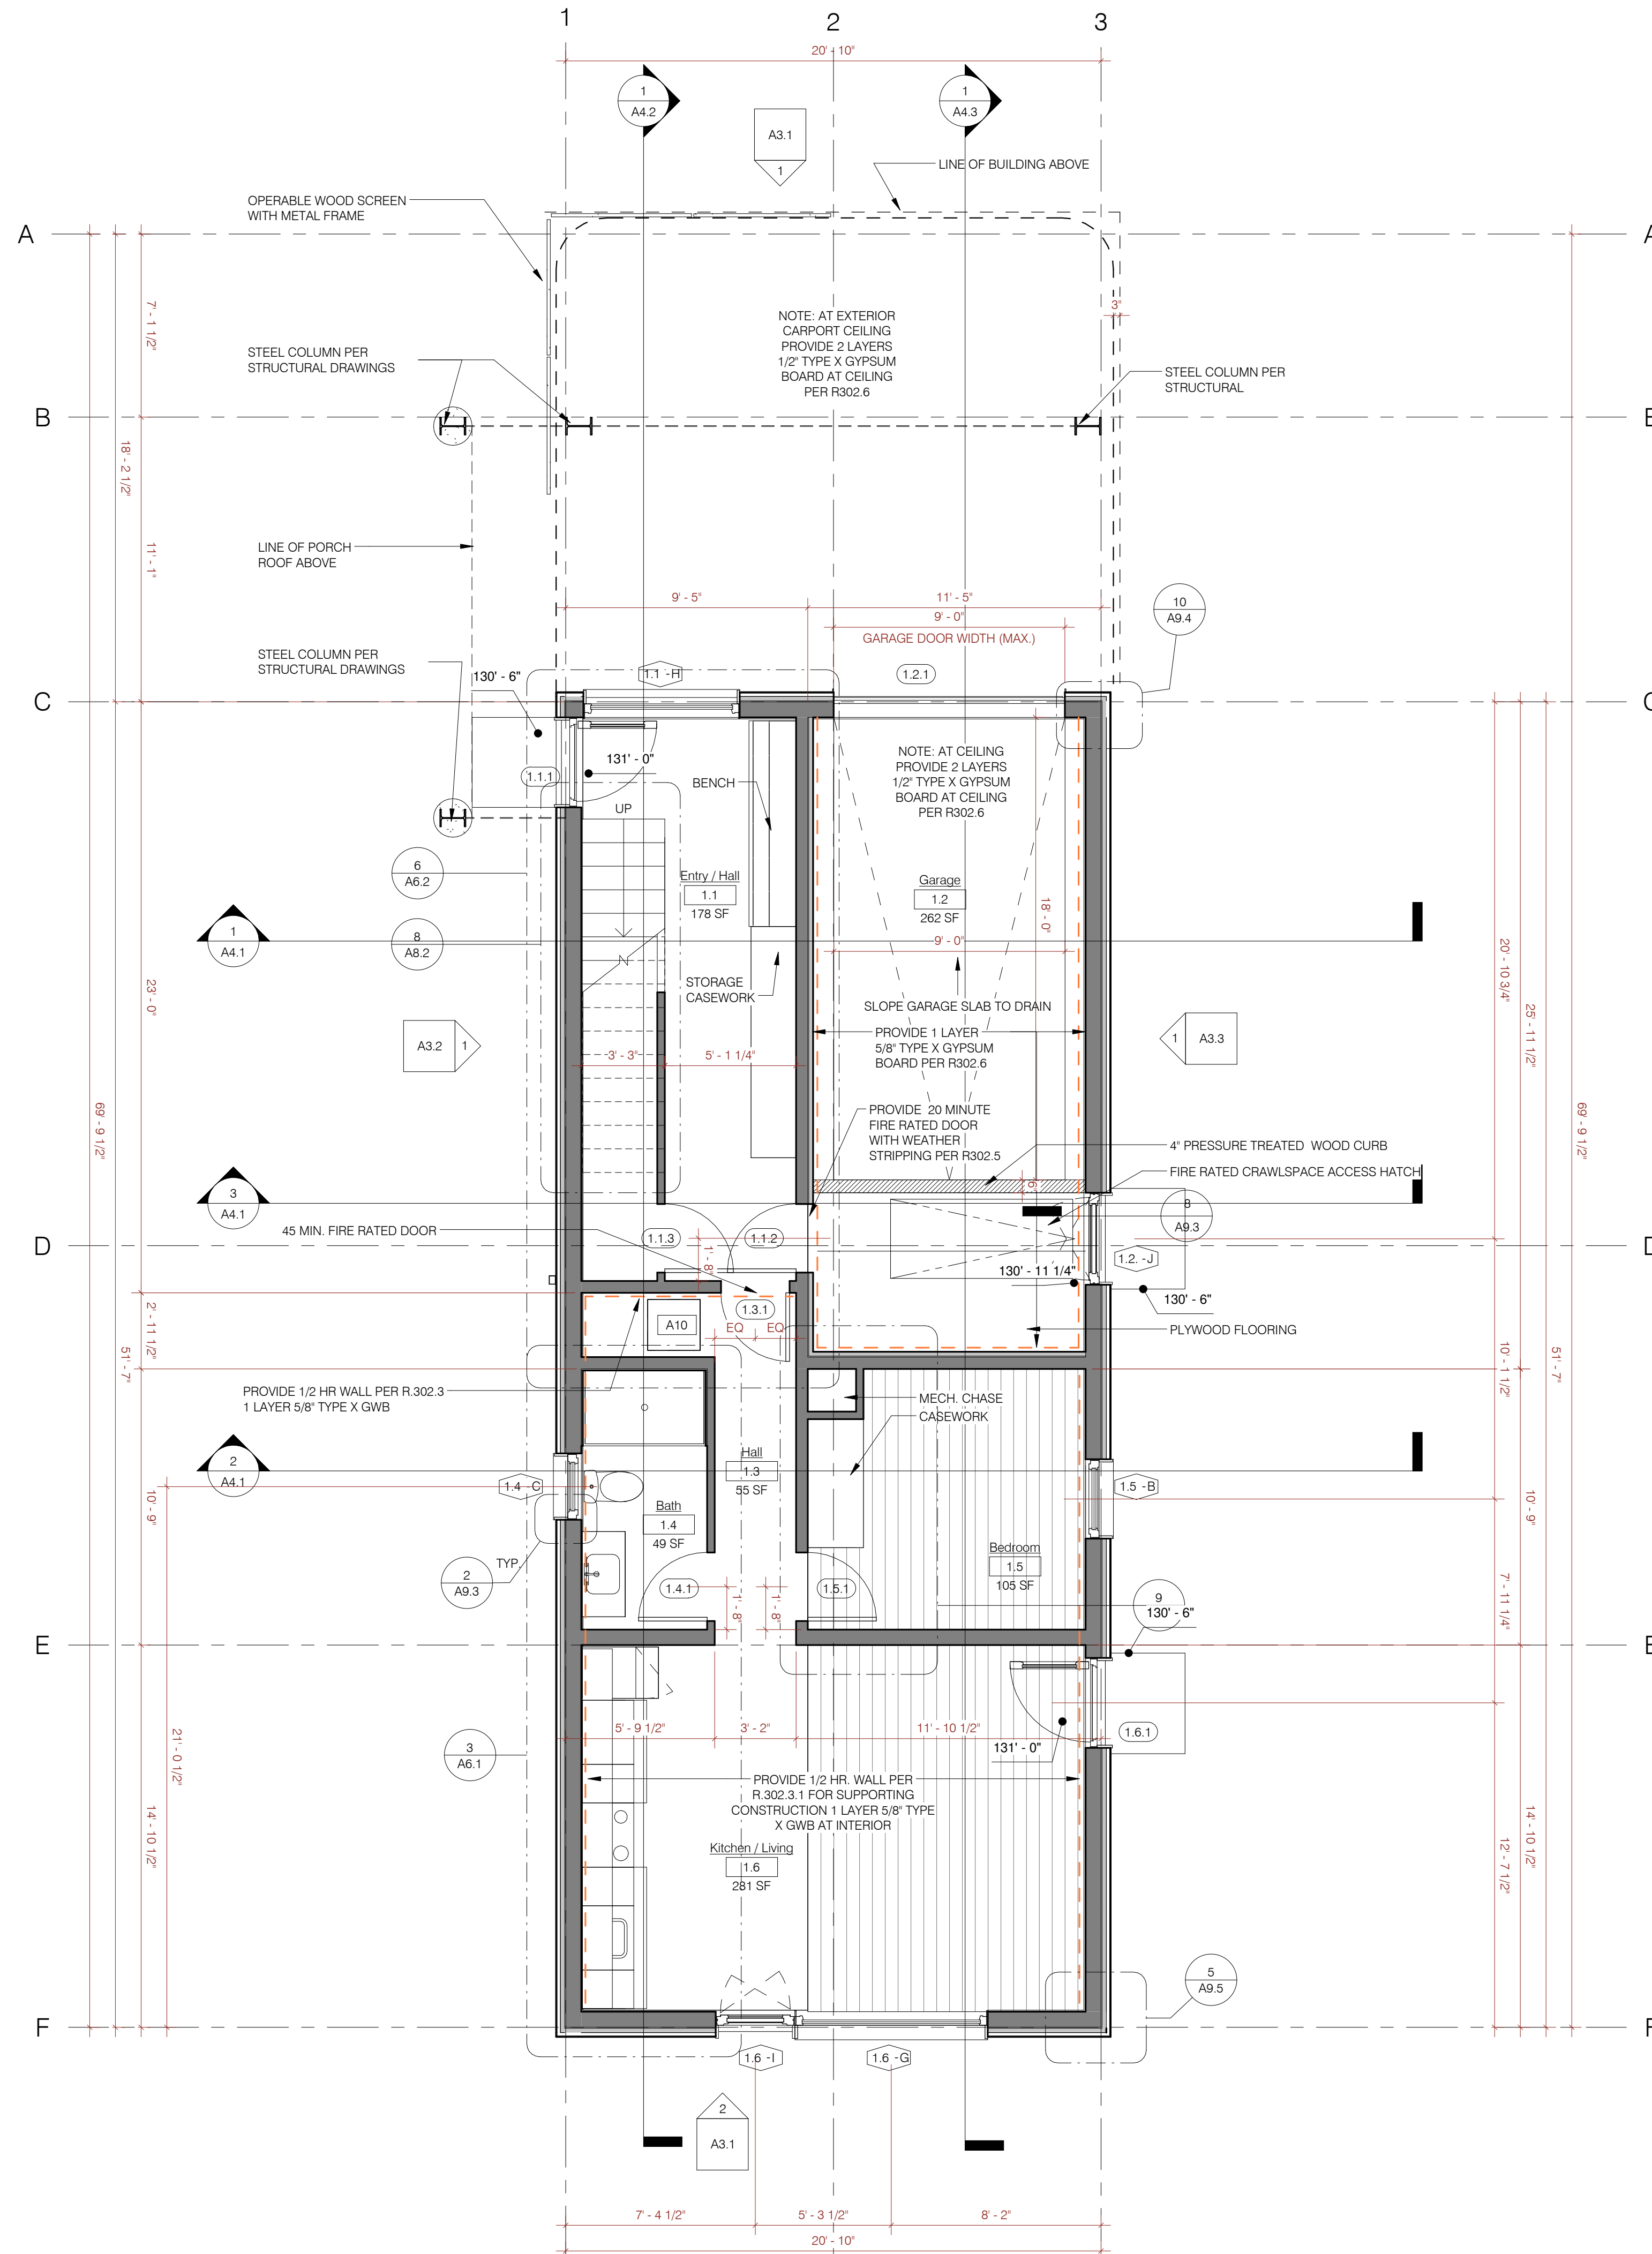 1
2
3
20' - 10"
1
A4.2
1
A4.3
A3.1
1
LINE OF BUILDING ABOVE
OPERABLE WOOD SCREEN
WITH METAL FRAME
A
A
7' - 1 1/2"
3"
NOTE: AT EXTERIOR
CARPORT CEILING
PROVIDE 2 LAYERS
1/2" TYPE X GYPSUM
BOARD AT CEILING
PER R302.6
STEEL COLUMN PER
STRUCTURAL DRAWINGS
STEEL COLUMN PER
STRUCTURAL
B
18' - 2 1/2"
11' - 1"
LINE OF PORCH
ROOF ABOVE
9' - 5"
11' - 5"
9' - 0"
GARAGE DOOR WIDTH (MAX.)
10
A9.4
STEEL COLUMN PER
STRUCTURAL DRAWINGS
130' - 6"
1.1 -H
1.2.1
C
C
1.1.1
131' - 0"
BENCH
NOTE: AT CEILING
PROVIDE 2 LAYERS
1/2" TYPE X GYPSUM
BOARD AT CEILING
PER R302.6
UP
6
A6.2
Entry / Hall
1.1
178 SF
Garage
1.2
262 SF
18' - 0"
1
A4.1
8
A8.2
9' - 0"
20' - 10 3/4"
23' - 0"
STORAGE
CASEWORK
N
SLOPE GARAGE SLAB TO DRAIN
25' - 11 1/2"
A3.2
1
1
A3.3
PROVIDE 1 LAYER
5/8" TYPE X GYPSUM
BOARD PER R302.6
3' - 3"
5' - 1 1/4"
69' - 9 1/2"
69' - 9 1/2"
PROVIDE 20 MINUTE
FIRE RATED DOOR
WITH WEATHER
STRIPPING PER R302.5
4" PRESSURE TREATED WOOD CURB
FIRE RATED CRAWLSPACE ACCESS HATCH
6"
3
A4.1
8
A9.3
45 MIN. FIRE RATED DOOR
1.1.3
1.1.2
1' - 8"
D
1.2. -J
130' - 11 1/4"
130' - 6"
1.3.1
A10
EQ
EQ
PLYWOOD FLOORING
2' - 11 1/2"
51' - 7"
10' - 1 1/2"
51' - 7"
PROVIDE 1/2 HR WALL PER R.302.3
1 LAYER 5/8" TYPE X GWB
MECH. CHASE
CASEWORK
2
A4.1
Hall
1.3
55 SF
1.4 -C
1.5 -B
10' - 9"
10' - 9"
Bath
1.4
49 SF
Bedroom
1.5
105 SF
TYP.
2
A9.3
1.4.1
1.5.1
1' - 8"
1' - 8"
7' - 11 1/4"
9
130' - 6"
E
5' - 9 1/2"
3' - 2"
11' - 10 1/2"
131' - 0"
1.6.1
3
A6.1
21' - 0 1/2"
PROVIDE 1/2 HR. WALL PER
R.302.3.1 FOR SUPPORTING
CONSTRUCTION 1 LAYER 5/8" TYPE
X GWB AT INTERIOR
14' - 10 1/2"
12' - 7 1/2"
14' - 10 1/2"
Kitchen / Living
1.6
281 SF
5
A9.5
F
1.6 -I
1.6 -G
2
A3.1
7' - 4 1/2"
5' - 3 1/2"
8' - 2"
20' - 10"